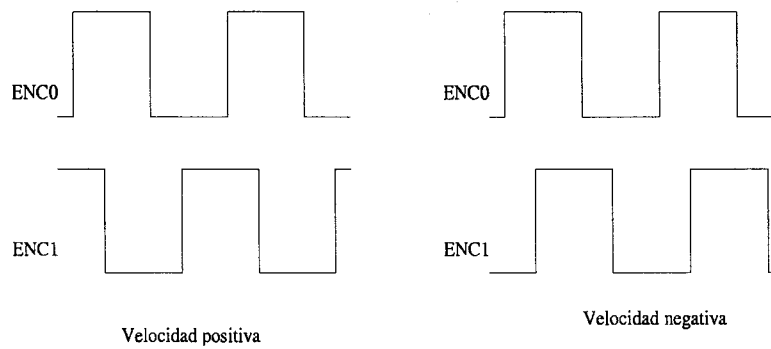 ENC0
ENC0
ENC1
ENC1
Velocidad positiva
Velocidad negativa